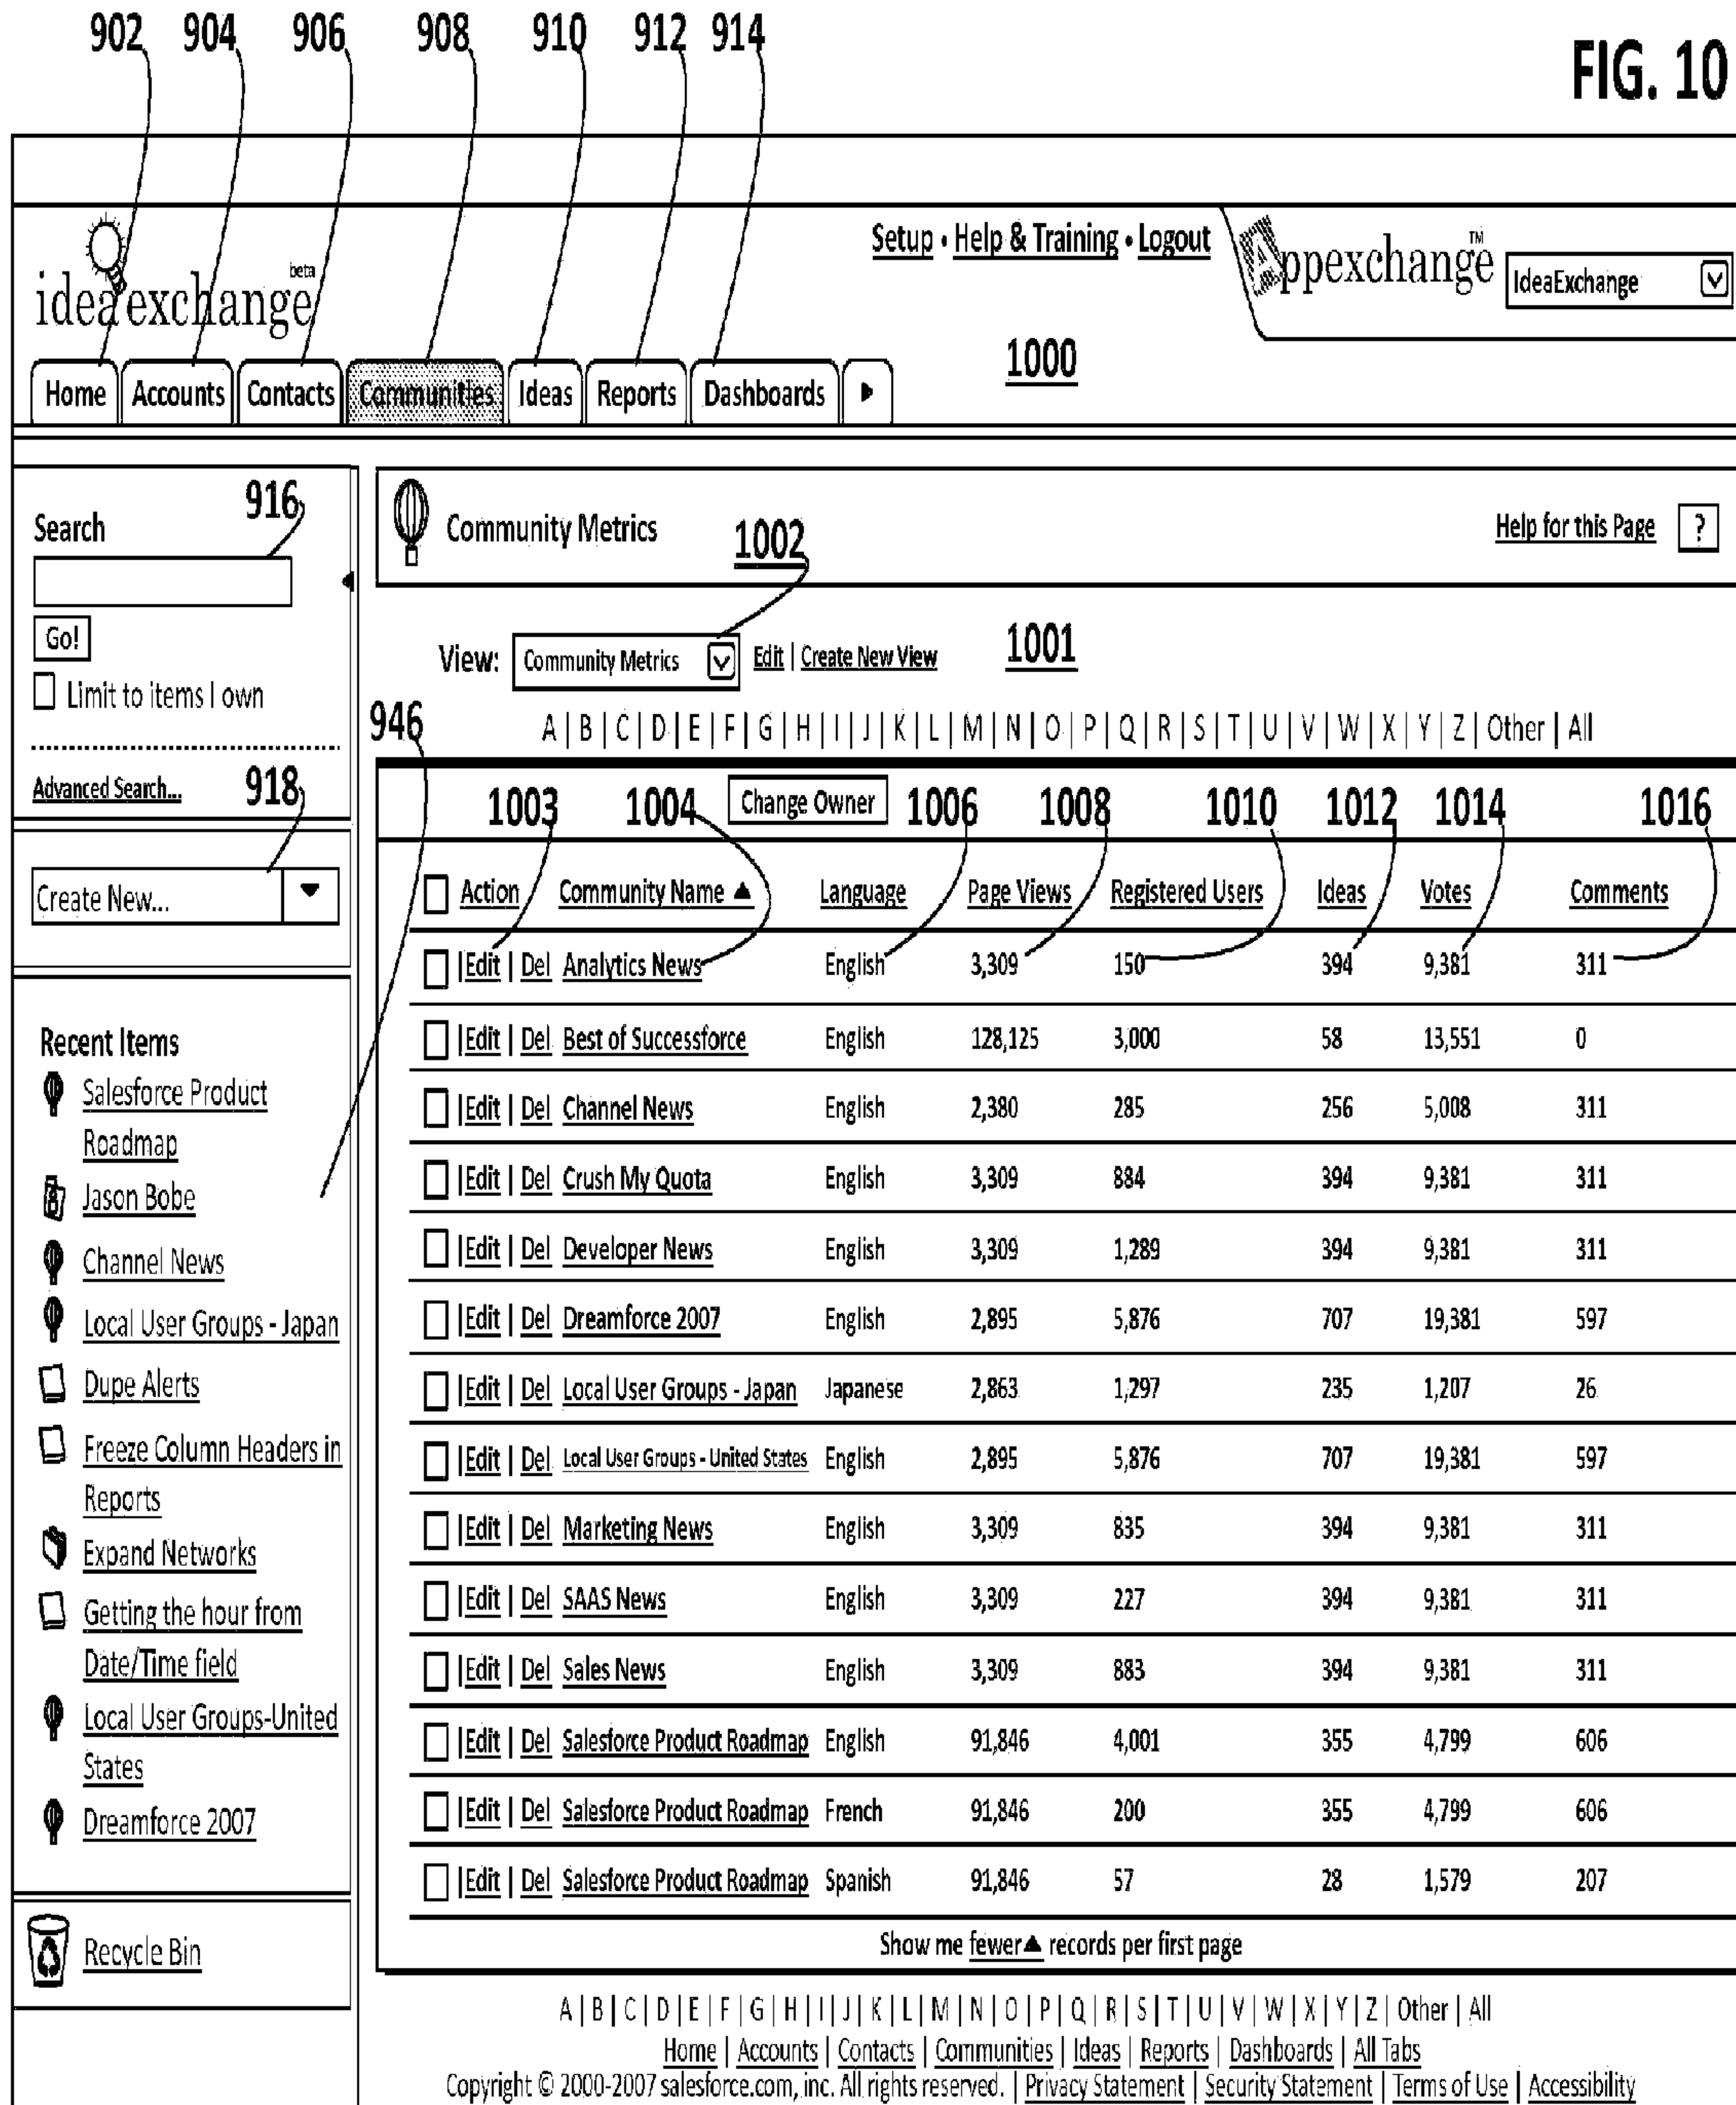 902 904 906 908 910 912 914
FIG. 10
Setup • Help & Training • Logout
Appexchange TM
IdeaExchange
ideaexchange beta
1000
Home Accounts Contacts Communities Ideas Reports Dashboards
Search 916
Go!
Limit to items I own
Advanced Search...
918
Create New...
Recent Items
Salesforce Product
Roadmap
Jason Bobe
Channel News
Local User Groups - Japan
Dupe Alerts
Freeze Column Headers in
Reports
Expand Networks
Getting the hour from
Date/Time field
Local User Groups-United
States
Dreamforce 2007
Recycle Bin
946
Community Metrics
1002
Help for this Page ?
View: Community Metrics Edit | Create New View
1001
A | B | C | D | E | F | G | H | I | J | K | L | M | N | O | P | Q | R | S | T | U | V | W | X | Y | Z | Other | All
1003 1004 Change Owner 1006 1008 1010 1012 1014 1016
Action Community Name ▲ Language Page Views Registered Users Ideas Votes Comments
|Edit | Del Analytics News English 3,309 150 394 9,381 311
|Edit | Del Best of Successforce English 128,125 3,000 58 13,551 0
|Edit | Del Channel News English 2,380 285 256 5,008 311
|Edit | Del Crush My Quota English 3,309 884 394 9,381 311
|Edit | Del Developer News English 3,309 1,289 394 9,381 311
|Edit | Del Dreamforce 2007 English 2,895 5,876 707 19,381 597
|Edit | Del Local User Groups - Japan Japanese 2,863 1,297 235 1,207 26
|Edit | Del Local User Groups - United States English 2,895 5,876 707 19,381 597
|Edit | Del Marketing News English 3,309 835 394 9,381 311
|Edit | Del SAAS News English 3,309 227 394 9,381 311
|Edit | Del Sales News English 3,309 883 394 9,381 311
|Edit | Del Salesforce Product Roadmap English 91,846 4,001 355 4,799 606
|Edit | Del Salesforce Product Roadmap French 91,846 200 355 4,799 606
|Edit | Del Salesforce Product Roadmap Spanish 91,846 57 28 1,579 207
Show me fewer▲ records per first page
A | B | C | D | E | F | G | H | I | J | K | L | M | N | O | P | Q | R | S | T | U | V | W | X | Y | Z | Other | All
Home | Accounts | Contacts | Communities | Ideas | Reports | Dashboards | All Tabs
Copyright © 2000-2007 salesforce.com, inc. All rights reserved. | Privacy Statement | Security Statement | Terms of Use | Accessibility